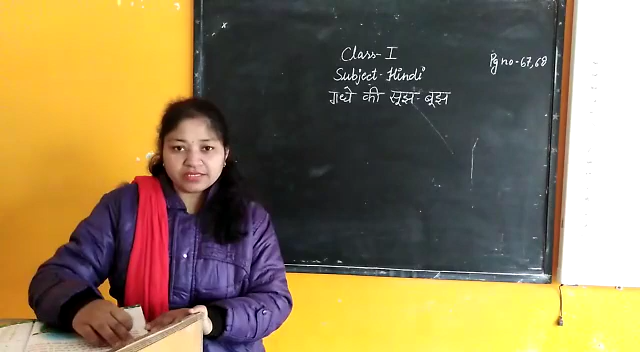 Class-I
Subject-Hindi
गधे की सूझ-बूझ
Pg no-67,68